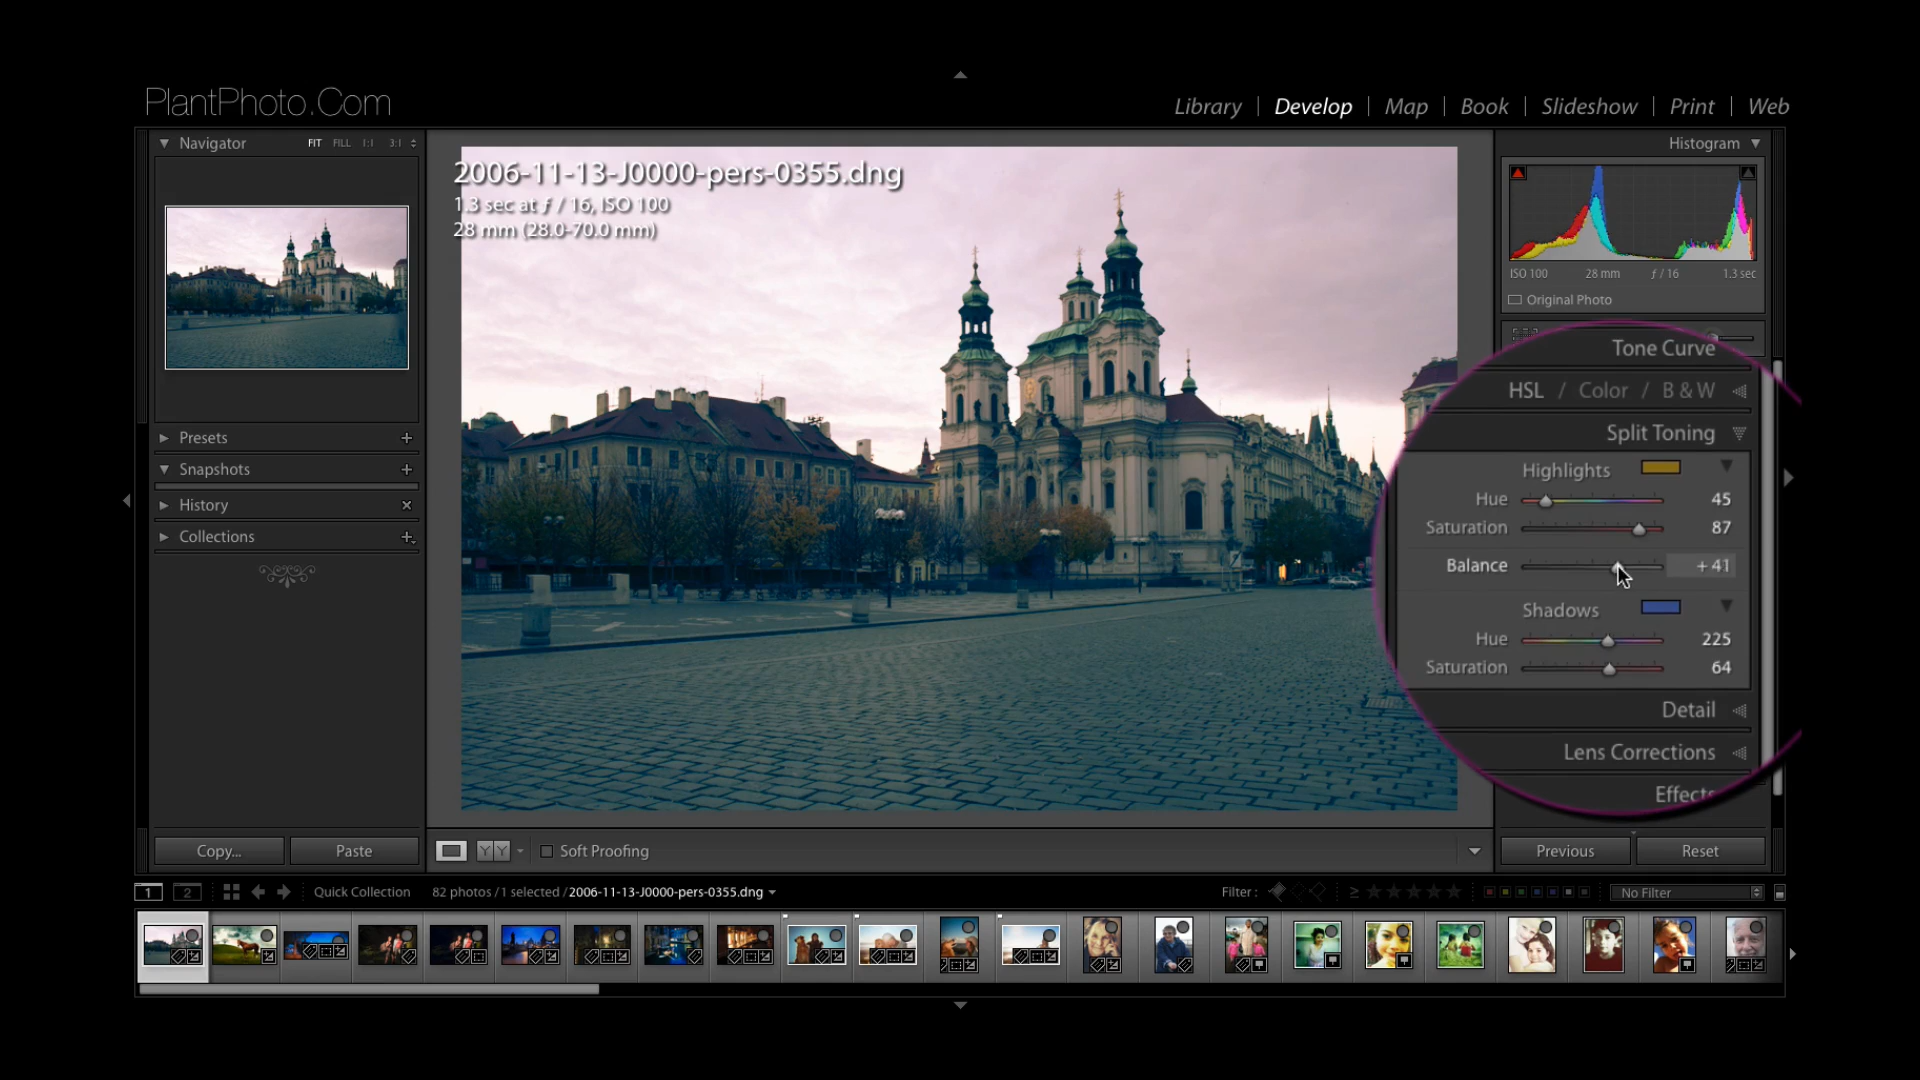 PlantPhoto.Com
Library | Develop | Map | Book | Slideshow | Print | Web
Navigator FIT FILL 1:1 3:1
Histogram
2006-11-13-J0000-pers-0355.dng
1.3 sec at ƒ / 16, ISO 100
28 mm (28.0-70.0 mm)
ISO 100 28 mm ƒ / 16 1.3 sec
Original Photo
Tone Curve
HSL / Color / B & W
Split Toning
Highlights
Hue 45
Saturation 87
Balance + 41
Shadows
Hue 225
Saturation 64
Detail
Lens Corrections
Effects
Presets
Snapshots
History
Collections
Copy... Paste
YY Soft Proofing
Previous Reset
1 2 Quick Collection 82 photos / 1 selected / 2006-11-13-J0000-pers-0355.dng
Filter : ≥ No Filter